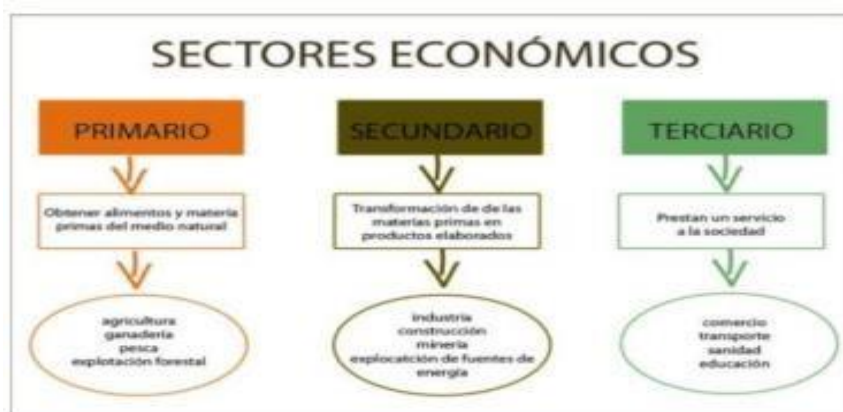 SECTORES ECONÓMICOS
PRIMARIO
Obtener alimentos y materia
primas del medio natural
agricultura
ganadería
pesca
explotación forestal
SECUNDARIO
Transformación de de las
materias primas en
productos elaborados
industria
construcción
minería
explocatción de fuentes de
energía
TERCIARIO
Prestan un servicio
a la sociedad
comercio
transporte
sanidad
educación